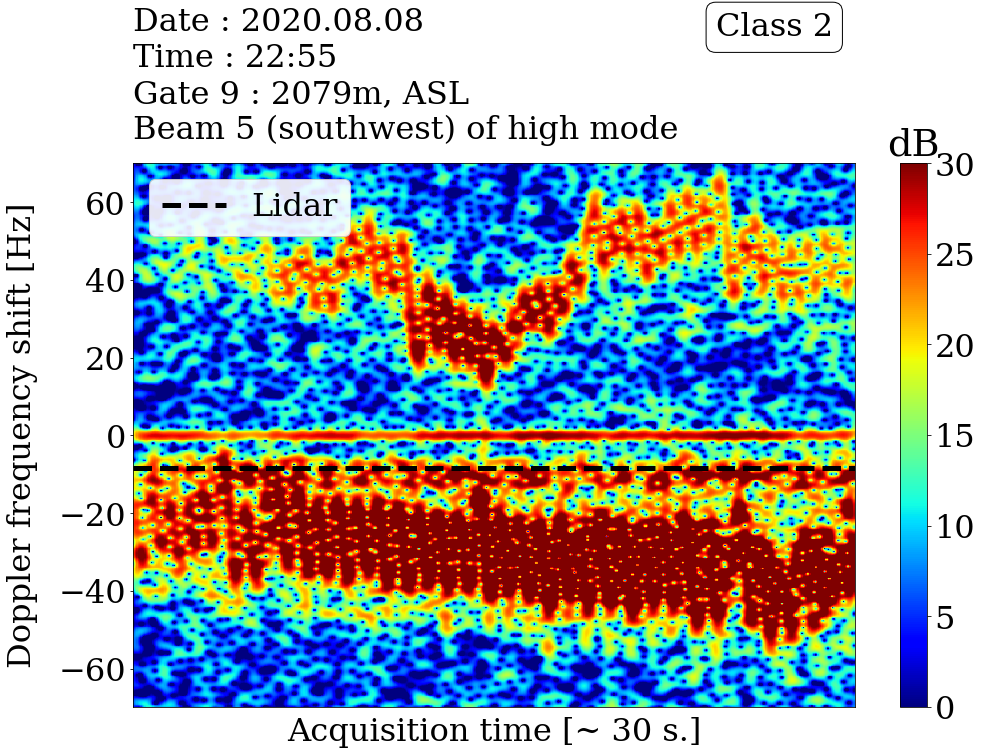 Date : 2020.08.08
Time : 22:55
Gate 9 : 2079m, ASL
Beam 5 (southwest) of high mode
Class 2
dB
Lidar
Doppler frequency shift [Hz]
60
40
20
0
−20
−40
−60
30
25
20
15
10
5
0
Acquisition time [~ 30 s.]